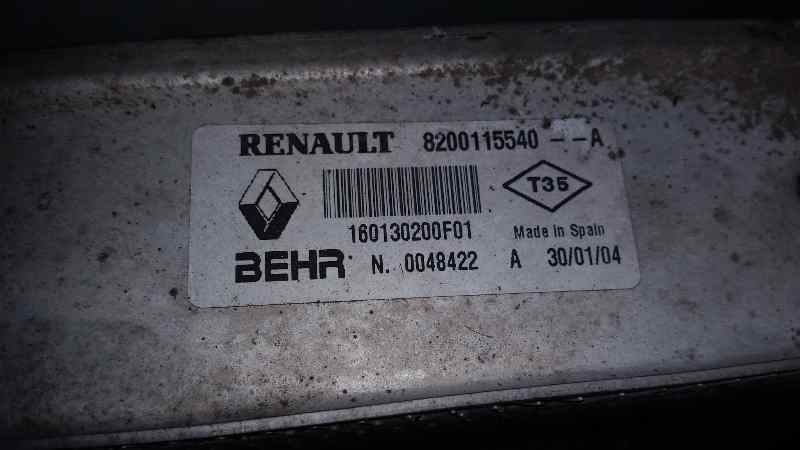 RENAULT 8200115540 --A
T35
160130200F01 Made in Spain
BEHR N. 0048422 A 30/01/04